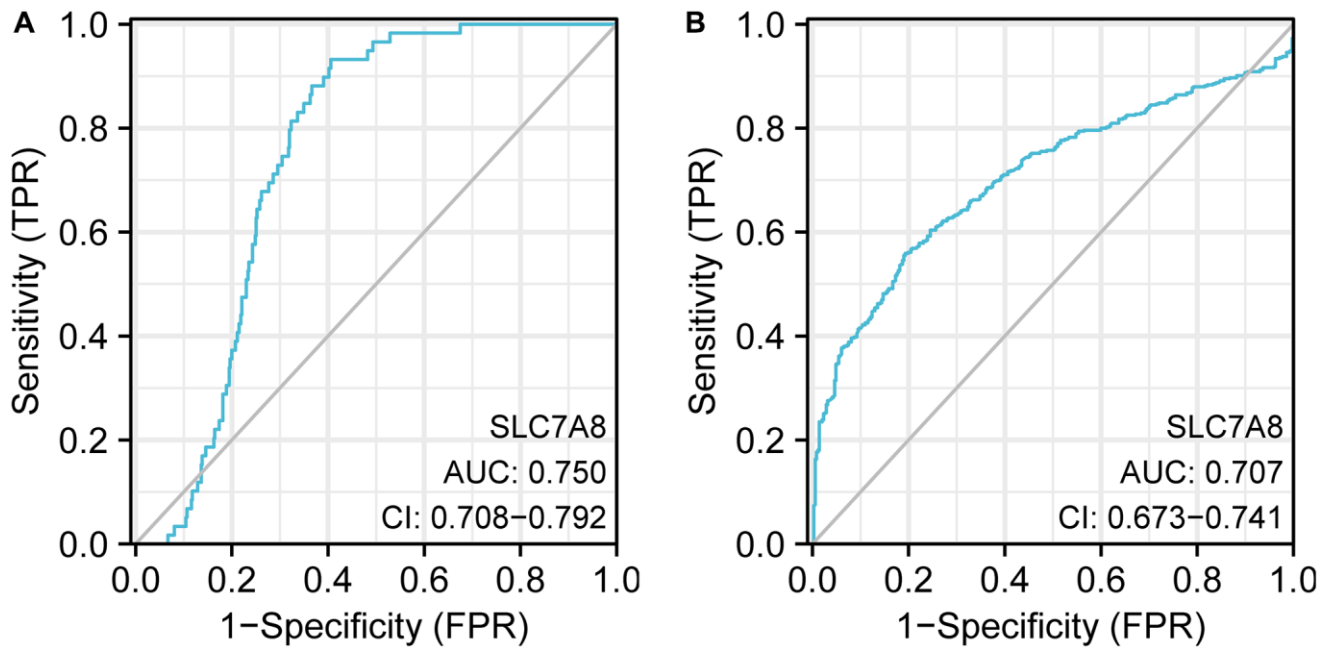 A
1.0
0.8
0.6
0.4
0.2
0.0
Sensitivity (TPR)
SLC7A8
AUC: 0.750
CI: 0.708−0.792
0.0 0.2 0.4 0.6 0.8 1.0
1−Specificity (FPR)
B
1.0
0.8
0.6
0.4
0.2
0.0
Sensitivity (TPR)
SLC7A8
AUC: 0.707
CI: 0.673−0.741
0.0 0.2 0.4 0.6 0.8 1.0
1−Specificity (FPR)